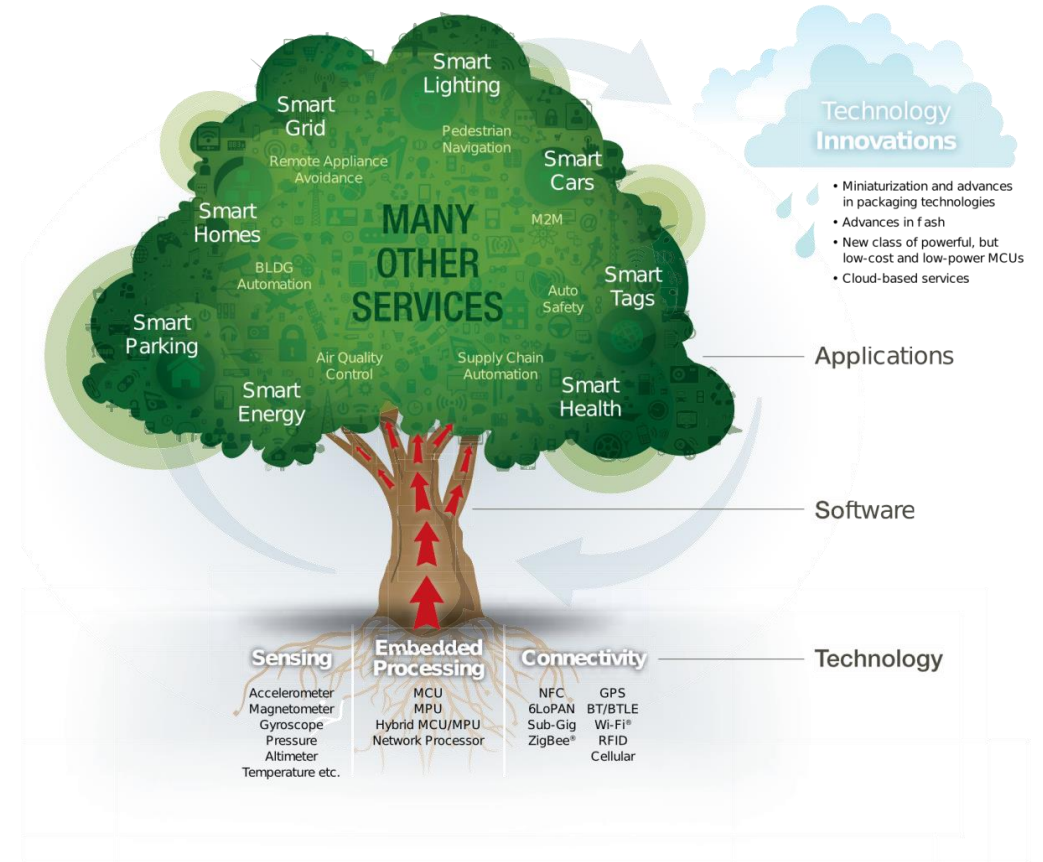 Smart
Lighting
Smart
Grid
Pedestrian
Navigation
Remote Appliance
Avoidance
Smart
Cars
Smart
Homes
M2M
MANY
OTHER
SERVICES
BLDG
Automation
Auto
Safety
Smart
Tags
Smart
Parking
Air Quality
Control
Supply Chain
Automation
Smart
Energy
Smart
Health
Technology
Innovations
• Miniaturization and advances
in packaging technologies
• Advances in f ash
• New class of powerful, but
low-cost and low-power MCUs
• Cloud-based services
Applications
Software
Technology
Sensing
Accelerometer
Magnetometer
Gyroscope
Pressure
Altimeter
Temperature etc.
Embedded
Processing
MCU
MPU
Hybrid MCU/MPU
Network Processor
Connectivity
NFC GPS
6LoPAN BT/BTLE
Sub-Gig Wi-Fi®
ZigBee® RFID
Cellular